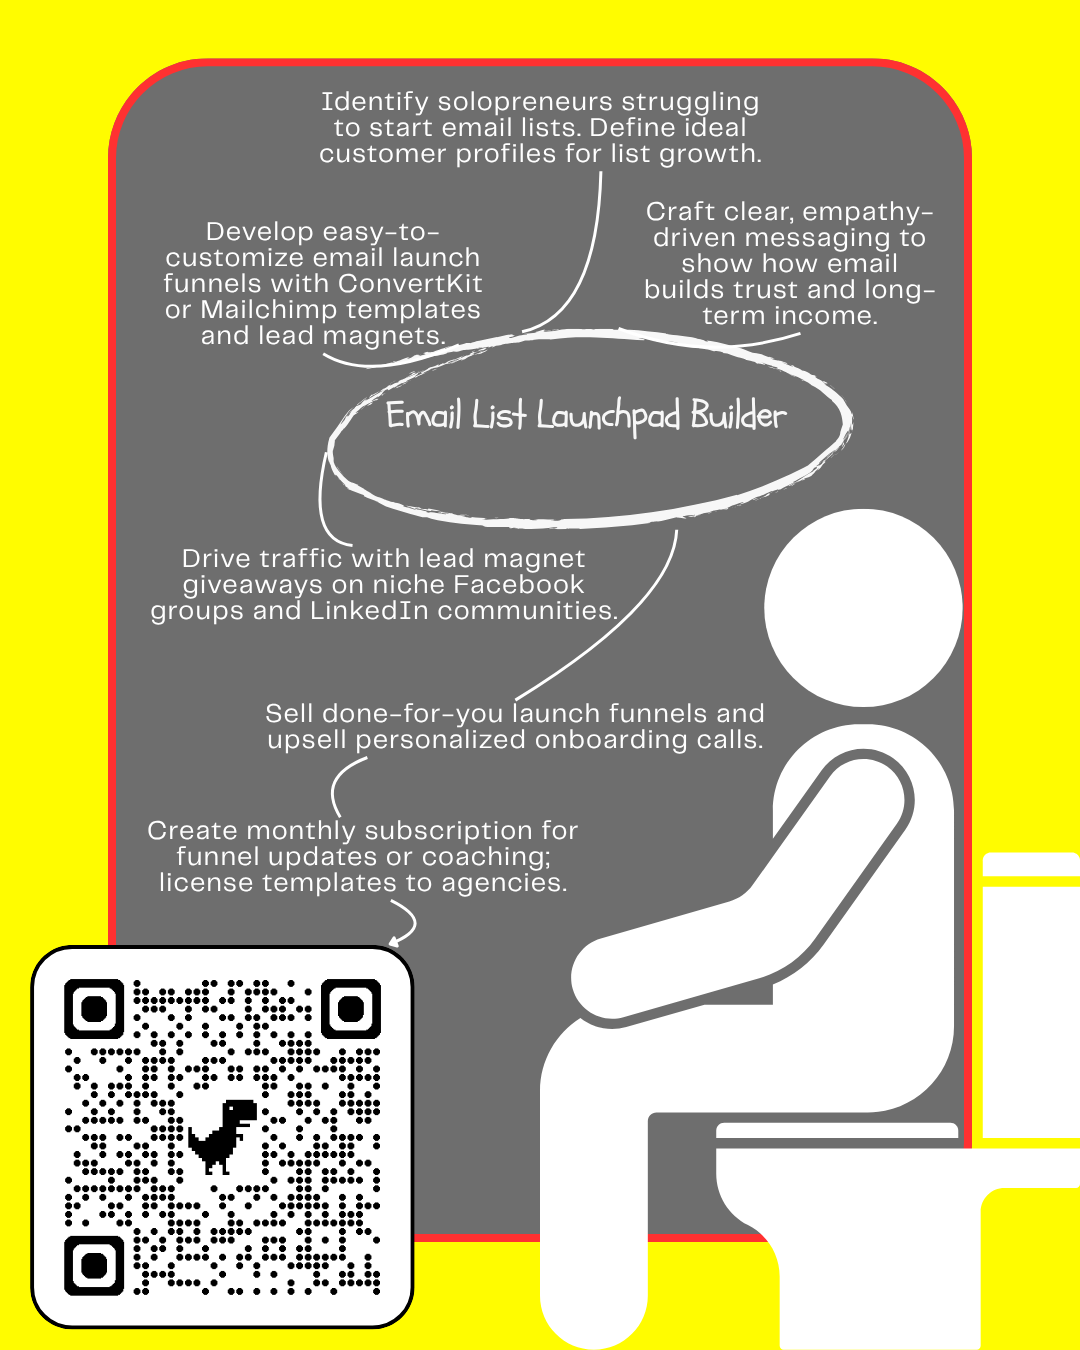 Identify solopreneurs struggling
to start email lists. Define ideal
customer profiles for list growth.
Craft clear, empathy-
driven messaging to
show how email
builds trust and long-
term income.
Develop easy-to-
customize email launch
funnels with ConvertKit
or Mailchimp templates
and lead magnets.
Email List Launchpad Builder
Drive traffic with lead magnet
giveaways on niche Facebook
groups and LinkedIn communities.
Sell done-for-you launch funnels and
upsell personalized onboarding calls.
Create monthly subscription for
funnel updates or coaching;
license templates to agencies.